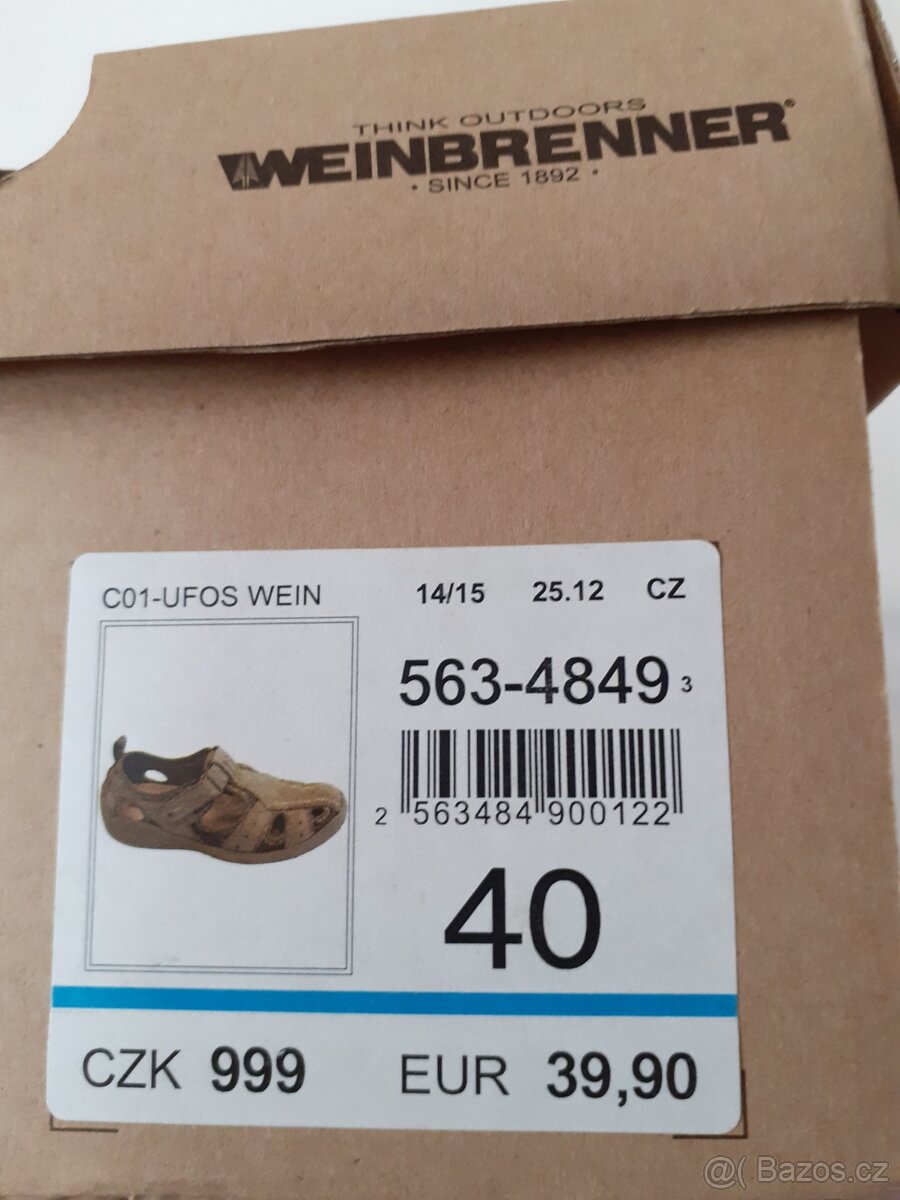 THINK OUTDOORS
WEINBRENNER®
· SINCE 1892 ·
C01-UFOS WEIN 14/15 25.12 CZ
563-4849 3
2 563484 900122
40
CZK 999 EUR 39,90
@( Bazos.cz